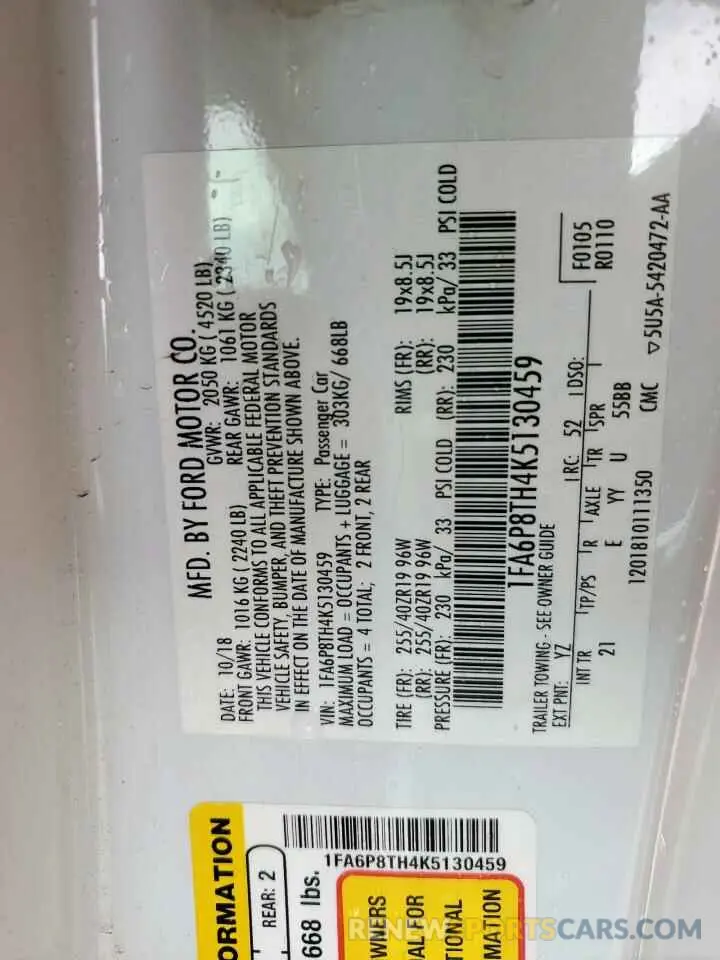 MFD. BY FORD MOTOR CO.
DATE: 10/18 GVWR: 2050 KG ( 4520 LB)
FRONT GAWR: 1016 KG ( 2240 LB) REAR GAWR: 1061 KG ( 2340 LB)
THIS VEHICLE CONFORMS TO ALL APPLICABLE FEDERAL MOTOR
VEHICLE SAFETY, BUMPER, AND THEFT PREVENTION STANDARDS
IN EFFECT ON THE DATE OF MANUFACTURE SHOWN ABOVE.
VIN: 1FA6P8TH4K5130459 TYPE: Passenger Car
MAXIMUM LOAD = OCCUPANTS + LUGGAGE = 303KG/ 668LB
OCCUPANTS = 4 TOTAL; 2 FRONT, 2 REAR
TIRE (FR): 255/40ZR19 96W RIMS (FR): 19x8.5J
(RR): 255/40ZR19 96W (RR): 19x8.5J
PRESSURE (FR): 230 kPa/ 33 PSI COLD (RR): 230 kPa/ 33 PSI COLD
1FA6P8TH4K5130459
TRAILER TOWING - SEE OWNER GUIDE
EXT PNT: YZ RC: 52 DSO: F0105
INT TR TP/PS R AXLE TR SPR R0110
21 E YY U 55BB
1201810111350 CMC ▽5U5A-5420472-AA
ORMATION
REAR: 2
668 lbs.
1FA6P8TH4K5130459
WNERS
AL FOR
TIONAL
MATION
RENEWSPORTSCARS.COM